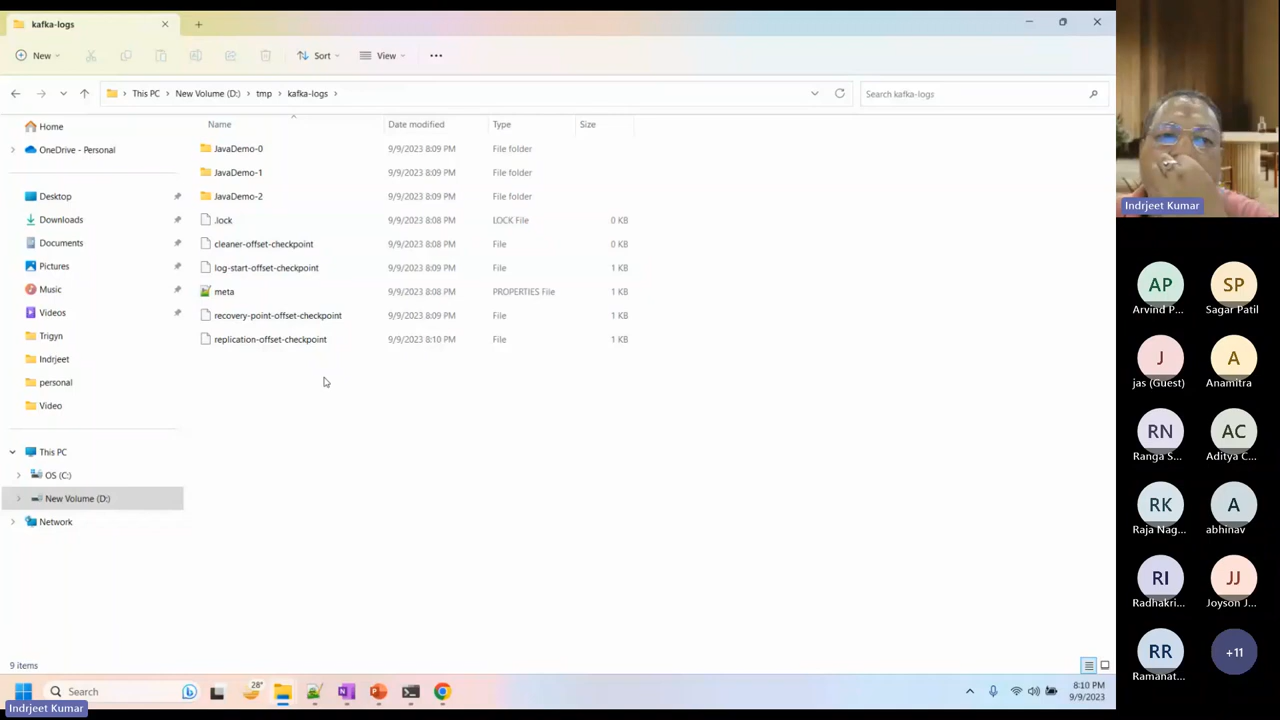 kafka-logs
New
Sort
View
This PC
New Volume (D:)
tmp
kafka-logs
Search kafka-logs
Name Date modified Type Size
JavaDemo-0 9/9/2023 8:09 PM File folder
JavaDemo-1 9/9/2023 8:09 PM File folder
JavaDemo-2 9/9/2023 8:09 PM File folder
.lock 9/9/2023 8:08 PM LOCK File 0 KB
cleaner-offset-checkpoint 9/9/2023 8:08 PM File 0 KB
log-start-offset-checkpoint 9/9/2023 8:09 PM File 1 KB
meta 9/9/2023 8:08 PM PROPERTIES File 1 KB
recovery-point-offset-checkpoint 9/9/2023 8:09 PM File 1 KB
replication-offset-checkpoint 9/9/2023 8:10 PM File 1 KB
Home
OneDrive - Personal
Desktop
Downloads
Documents
Pictures
Music
Videos
Trigyn
Indrjeet
personal
Video
This PC
OS (C:)
New Volume (D:)
Network
9 items
Search
28°
8:10 PM
9/9/2023
Indrjeet Kumar
Indrjeet Kumar
AP SP
Arvind P... Sagar Patil
J A
jas (Guest) Anamitra
RN AC
Ranga S... Aditya C...
RK A
Raja Nag... abhinav
RI JJ
Radhakri... Joyson J...
RR +11
Ramanat...